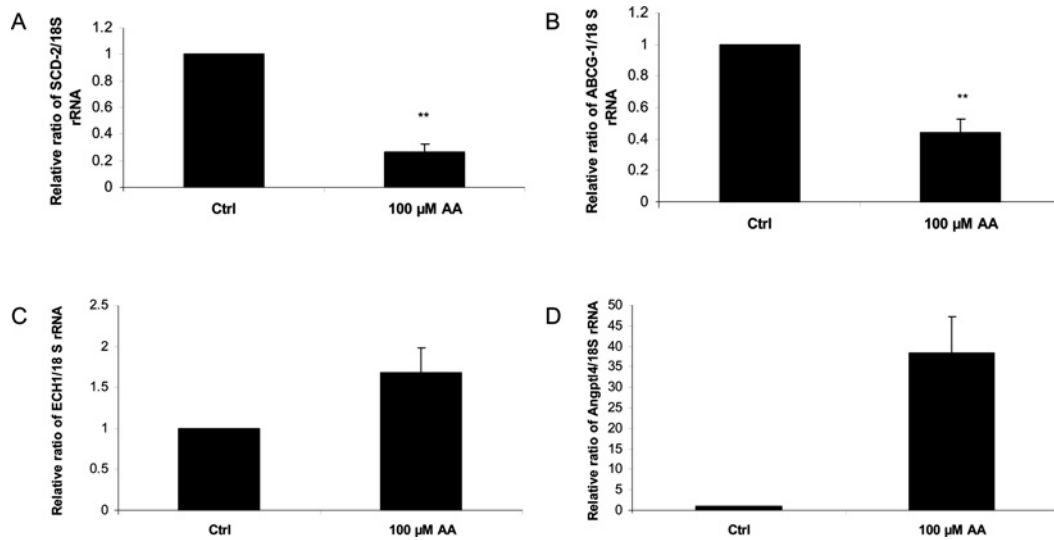 A
Relative ratio of SCD-2/18S
rRNA
1.2
1
0.8
0.6
0.4
0.2
0
**
Ctrl
100 µM AA
B
Relative ratio of ABCG-1/18 S
rRNA
1.2
1
0.8
0.6
0.4
0.2
0
**
Ctrl
100 µM AA
C
Relative ratio of ECH1/18 S rRNA
2.5
2
1.5
1
0.5
0
Ctrl
100 µM AA
D
Relative ratio of Angptl4/18S rRNA
50
45
40
35
30
25
20
15
10
5
0
Ctrl
100 µM AA